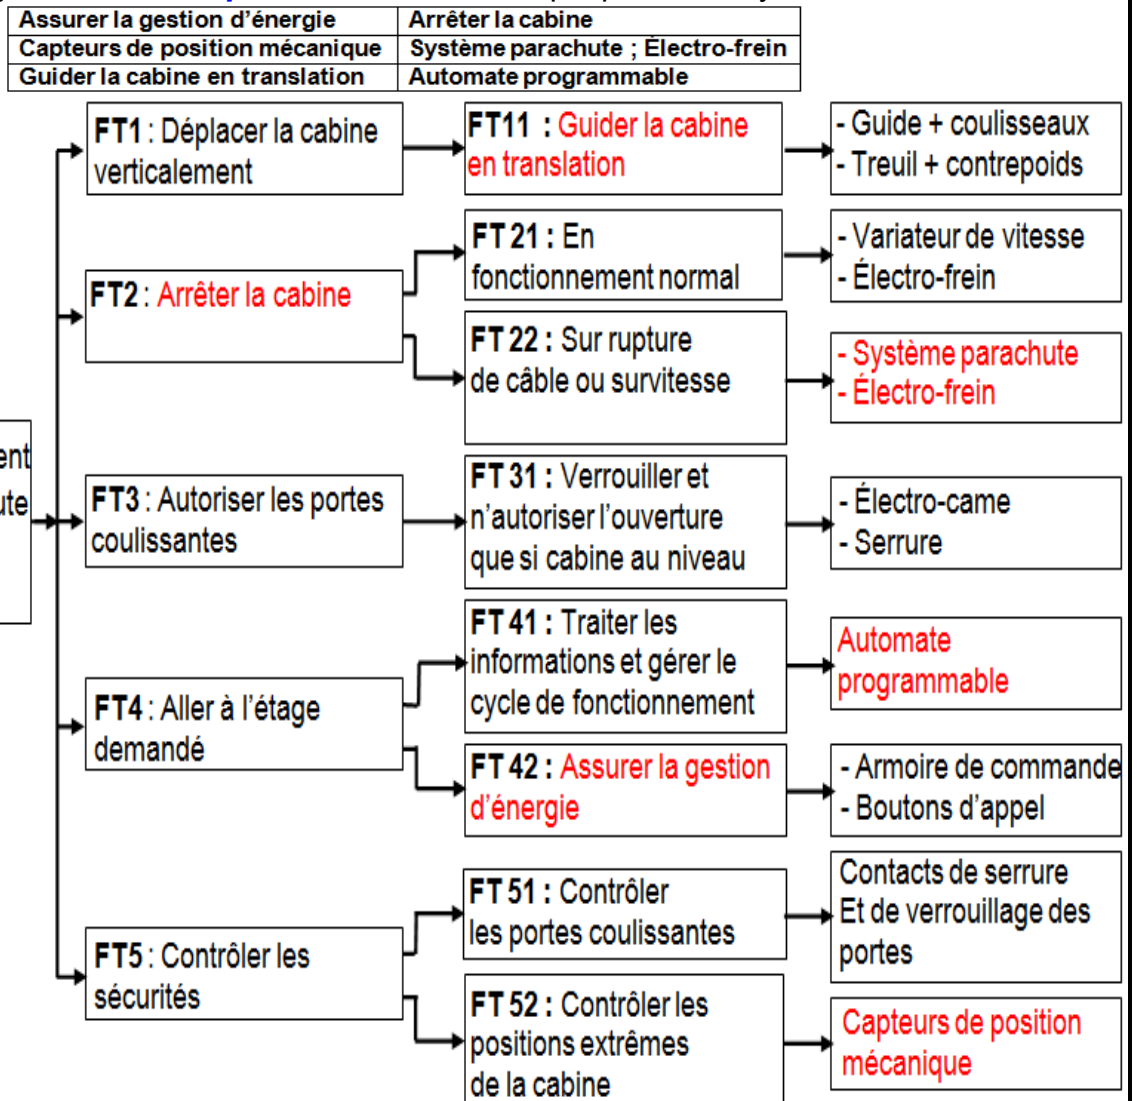 Assurer la gestion d'énergie
Arrêter la cabine
Capteurs de position mécanique
Système parachute ; Électro-frein
Guider la cabine en translation
Automate programmable
FT1 : Déplacer la cabine
verticalement
FT11 : Guider la cabine
en translation
- Guide + coulisseaux
- Treuil + contrepoids
FT2 : Arrêter la cabine
FT 21 : En
fonctionnement normal
- Variateur de vitesse
- Électro-frein
FT 22 : Sur rupture
de câble ou survitesse
- Système parachute
- Électro-frein
ent
ute
FT3 : Autoriser les portes
coulissantes
FT 31 : Verrouiller et
n'autoriser l'ouverture
que si cabine au niveau
- Électro-came
- Serrure
FT4 : Aller à l'étage
demandé
FT 41 : Traiter les
informations et gérer le
cycle de fonctionnement
Automate
programmable
FT 42 : Assurer la gestion
d'énergie
- Armoire de commande
- Boutons d'appel
FT5 : Contrôler les
sécurités
FT 51 : Contrôler
les portes coulissantes
Contacts de serrure
Et de verrouillage des
portes
FT 52 : Contrôler les
positions extrêmes
de la cabine
Capteurs de position
mécanique